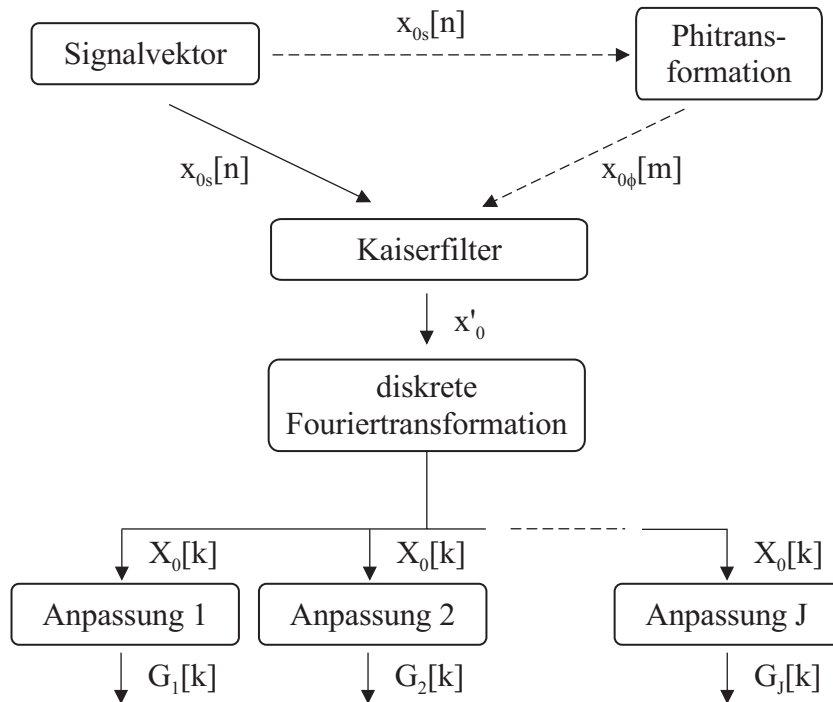 x₀ₛ[n]
Signalvektor
Phitrans-
formation
x₀ₛ[n]
x₀ϕ[m]
Kaiserfilter
x'₀
diskrete
Fouriertransformation
X₀[k] X₀[k] X₀[k]
Anpassung 1 Anpassung 2 Anpassung J
G₁[k] G₂[k] G_J[k]